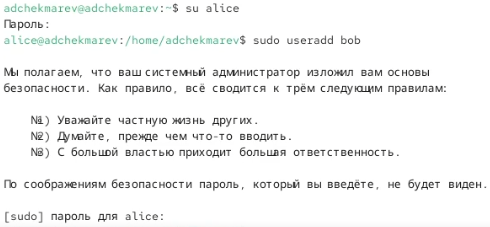 adchekmarev@adchekmarev:~$ su alice
Пароль:
alice@adchekmarev:/home/adchekmarev$ sudo useradd bob
Мы полагаем, что ваш системный администратор изложил вам основы
безопасности. Как правило, всё сводится к трём следующим правилам:
№1) Уважайте частную жизнь других.
№2) Думайте, прежде чем что-то вводить.
№3) С большой властью приходит большая ответственность.
По соображениям безопасности пароль, который вы введёте, не будет виден.
[sudo] пароль для alice: